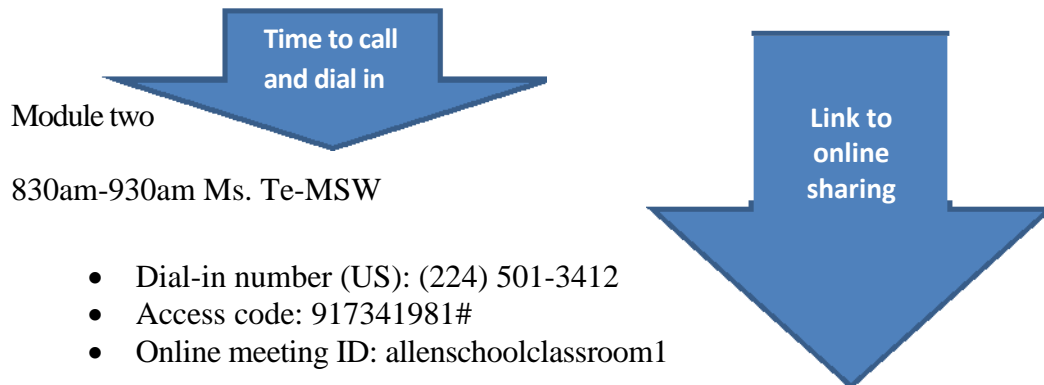 Time to call
and dial in
Module two
Link to
online
sharing
830am-930am Ms. Te-MSW
• Dial-in number (US): (224) 501-3412
• Access code: 917341981#
• Online meeting ID: allenschoolclassroom1